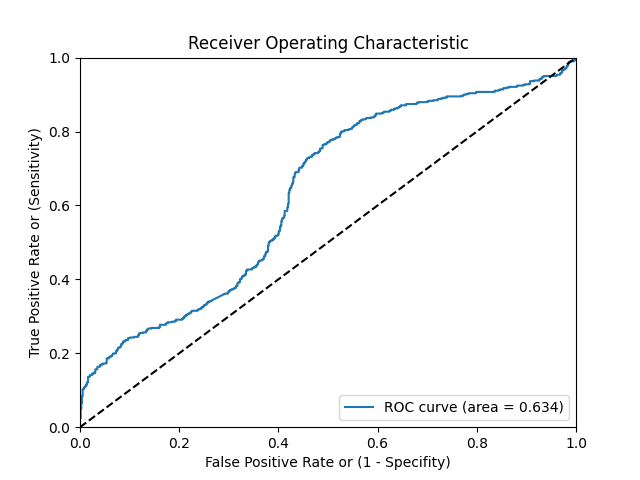 Receiver Operating Characteristic
True Positive Rate or (Sensitivity)
1.0
0.8
0.6
0.4
0.2
0.0
ROC curve (area = 0.634)
0.0 0.2 0.4 0.6 0.8 1.0
False Positive Rate or (1 - Specifity)